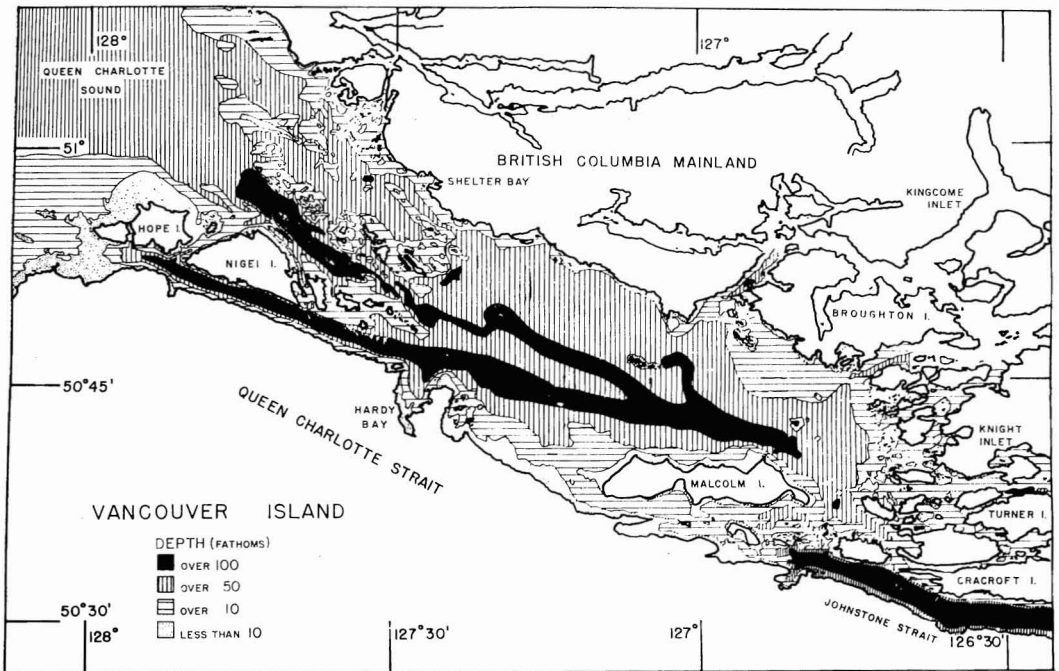 128°
127°
QUEEN CHARLOTTE
SOUND
51°
BRITISH COLUMBIA MAINLAND
SHELTER BAY
KINGCOME
INLET
HOPE I.
NIGEI I.
BROUGHTON I.
50°45'
QUEEN CHARLOTTE STRAIT
HARDY
BAY
KNIGHT
INLET
MALCOLM I.
TURNER I.
VANCOUVER ISLAND
DEPTH (FATHOMS)
OVER 100
OVER 50
OVER 10
LESS THAN 10
CRACROFT I.
JOHNSTONE STRAIT
50°30'
128°
127°30'
127°
126°30'